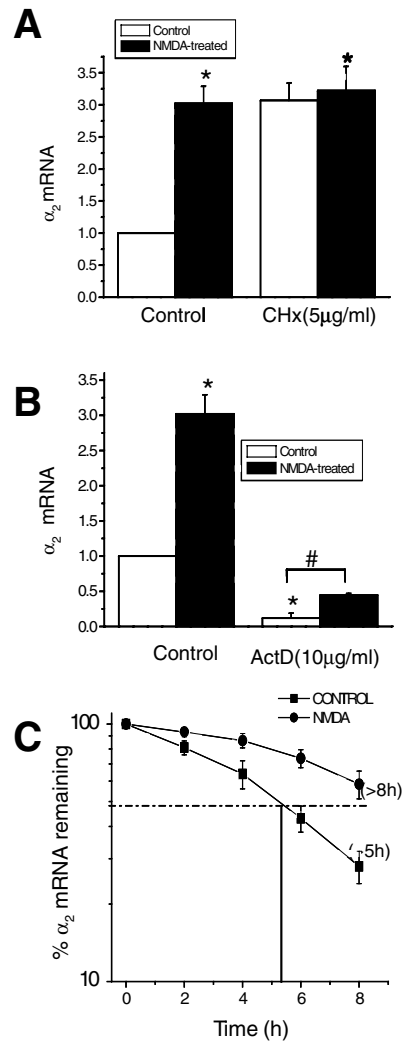 A
Control
NMDA-treated
*
*
3.5
3.0
2.5
2.0
1.5
1.0
0.5
0.0
α₂ mRNA
Control CHx(5μg/ml)
B
3.5
3.0
2.5
2.0
1.5
1.0
0.5
0.0
α₂ mRNA
*
Control
NMDA-treated
#
*
Control ActD(10μg/ml)
C
CONTROL
NMDA
100
10
% α₂ mRNA remaining
(>8h)
( 5h)
0 2 4 6 8
Time (h)